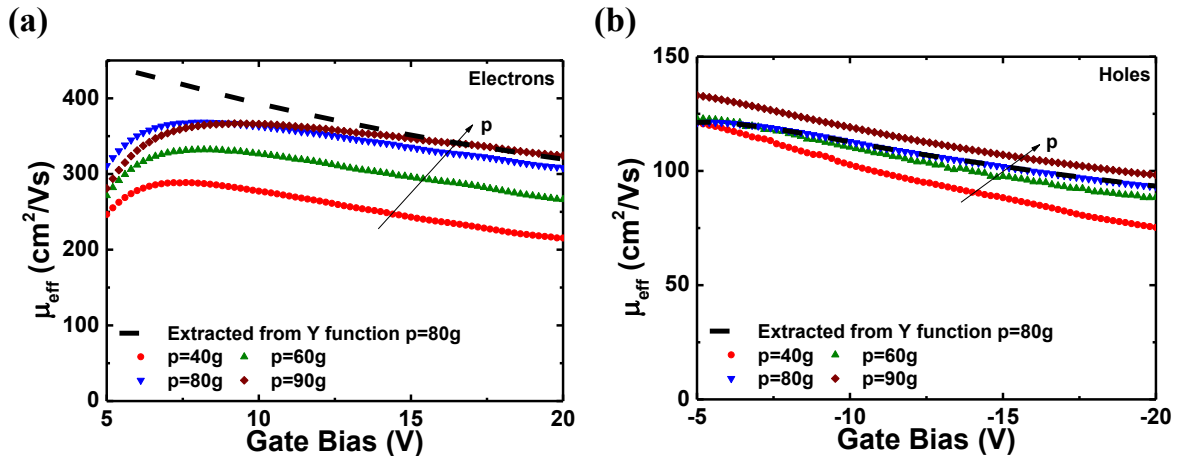 (a)
Electrons
μeff (cm²/Vs)
400
300
200
100
0
p
Extracted from Y function p=80g
p=40g p=60g
p=80g p=90g
5 10 15 20
Gate Bias (V)
(b)
Holes
μeff (cm²/Vs)
150
100
50
0
p
Extracted from Y function p=80g
p=40g p=60g
p=80g p=90g
-5 -10 -15 -20
Gate Bias (V)